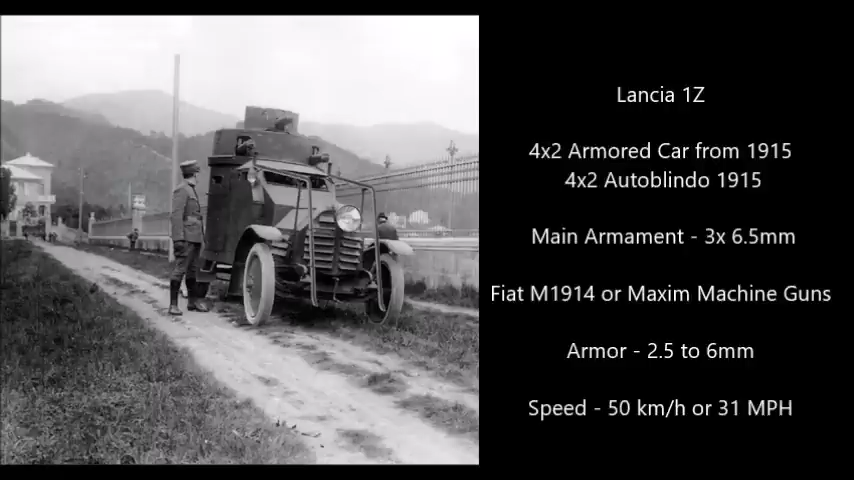 Lancia 1Z
4x2 Armored Car from 1915
4x2 Autoblindo 1915
Main Armament - 3x 6.5mm
Fiat M1914 or Maxim Machine Guns
Armor - 2.5 to 6mm
Speed - 50 km/h or 31 MPH